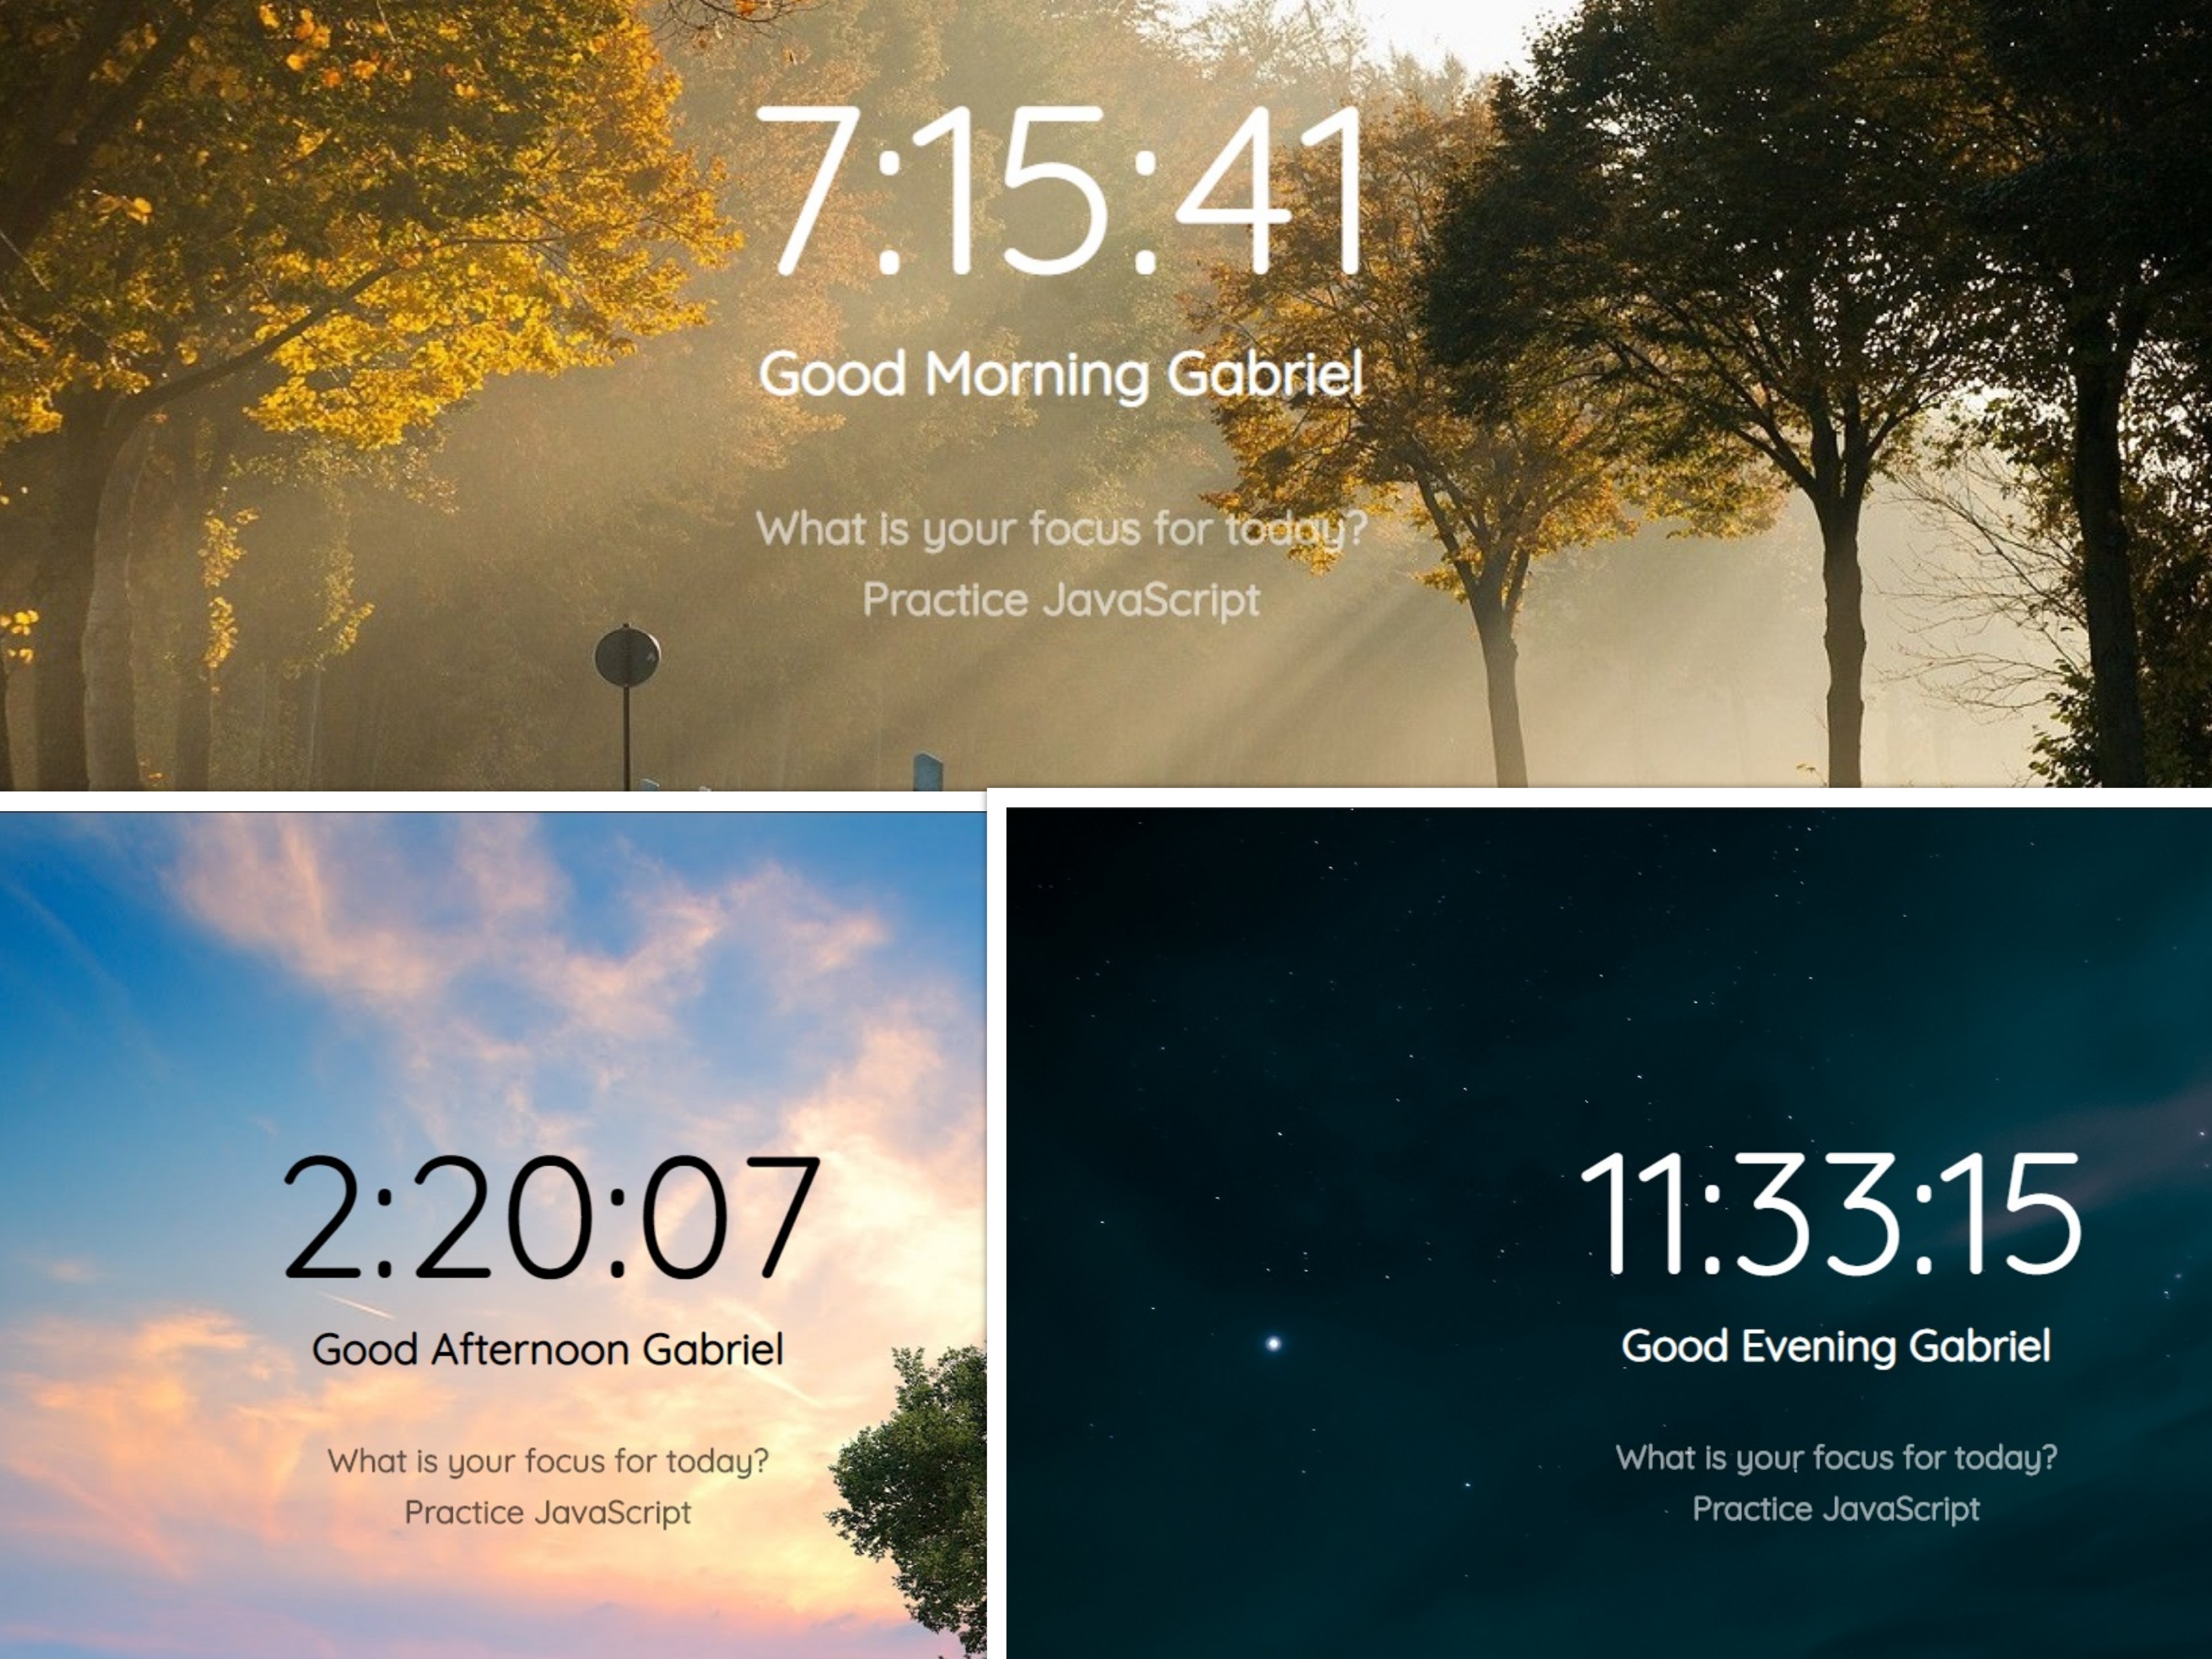 7:15:41
Good Morning Gabriel
What is your focus for today?
Practice JavaScript
2:20:07
Good Afternoon Gabriel
What is your focus for today?
Practice JavaScript
11:33:15
Good Evening Gabriel
What is your focus for today?
Practice JavaScript